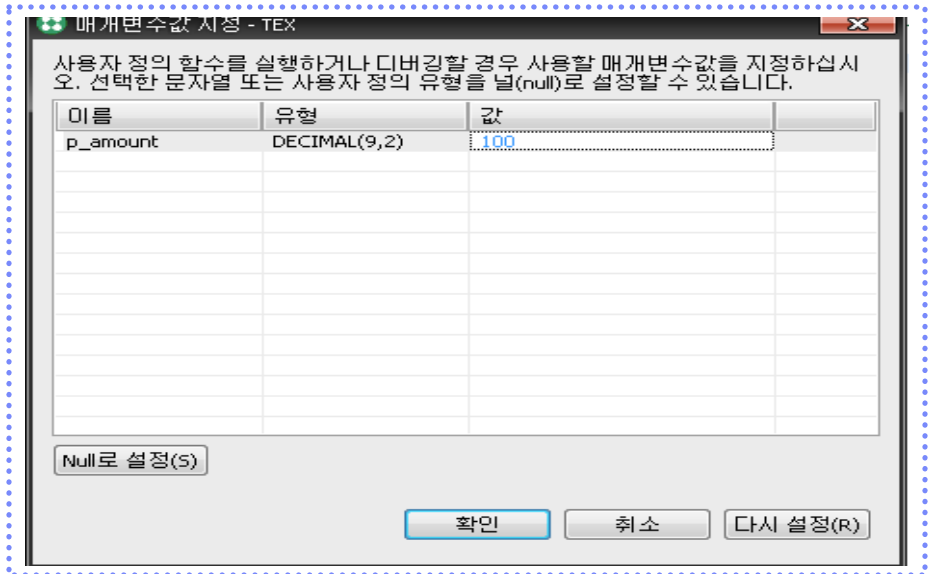 매개변수값 지정 - TEX
사용자 정의 함수를 실행하거나 디버깅할 경우 사용할 매개변수값을 지정하십시
오. 선택한 문자열 또는 사용자 정의 유형을 널(null)로 설정할 수 있습니다.
이름 유형 값
p_amount DECIMAL(9,2) 100
Null로 설정(S)
확인 취소 다시 설정(R)